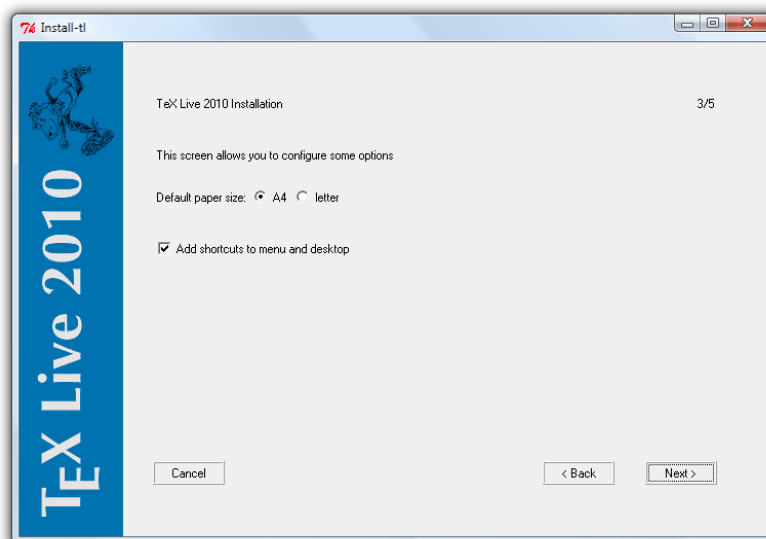 7% Install-tl
TeX Live 2010 Installation 3/5
This screen allows you to configure some options
Default paper size: A4 letter
Add shortcuts to menu and desktop
Cancel < Back Next >
TEX Live 2010